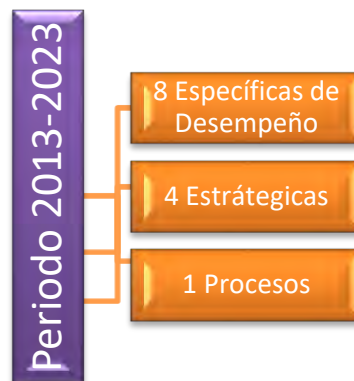 Periodo 2013-2023
8 Específicas de
Desempeño
4 Estrátegicas
1 Procesos